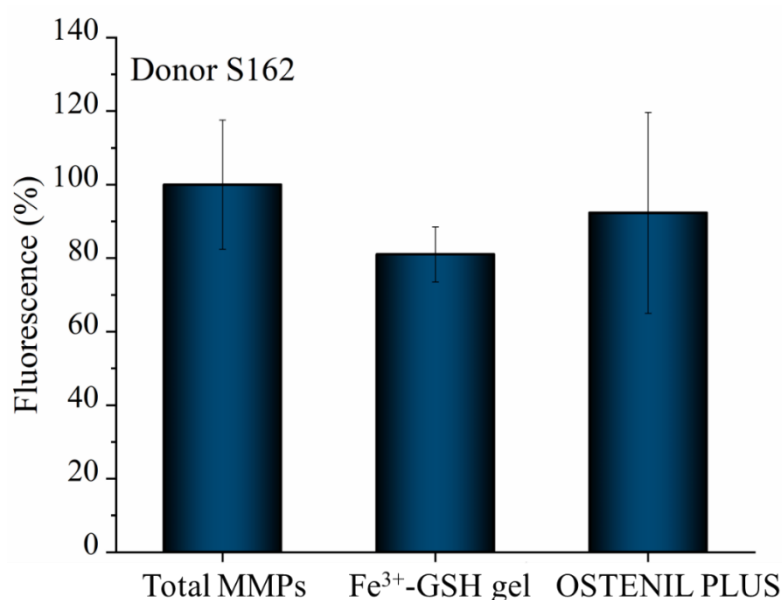 Donor S162
Fluorescence (%)
140
120
100
80
60
40
20
0
Total MMPs Fe³⁺-GSH gel OSTENIL PLUS